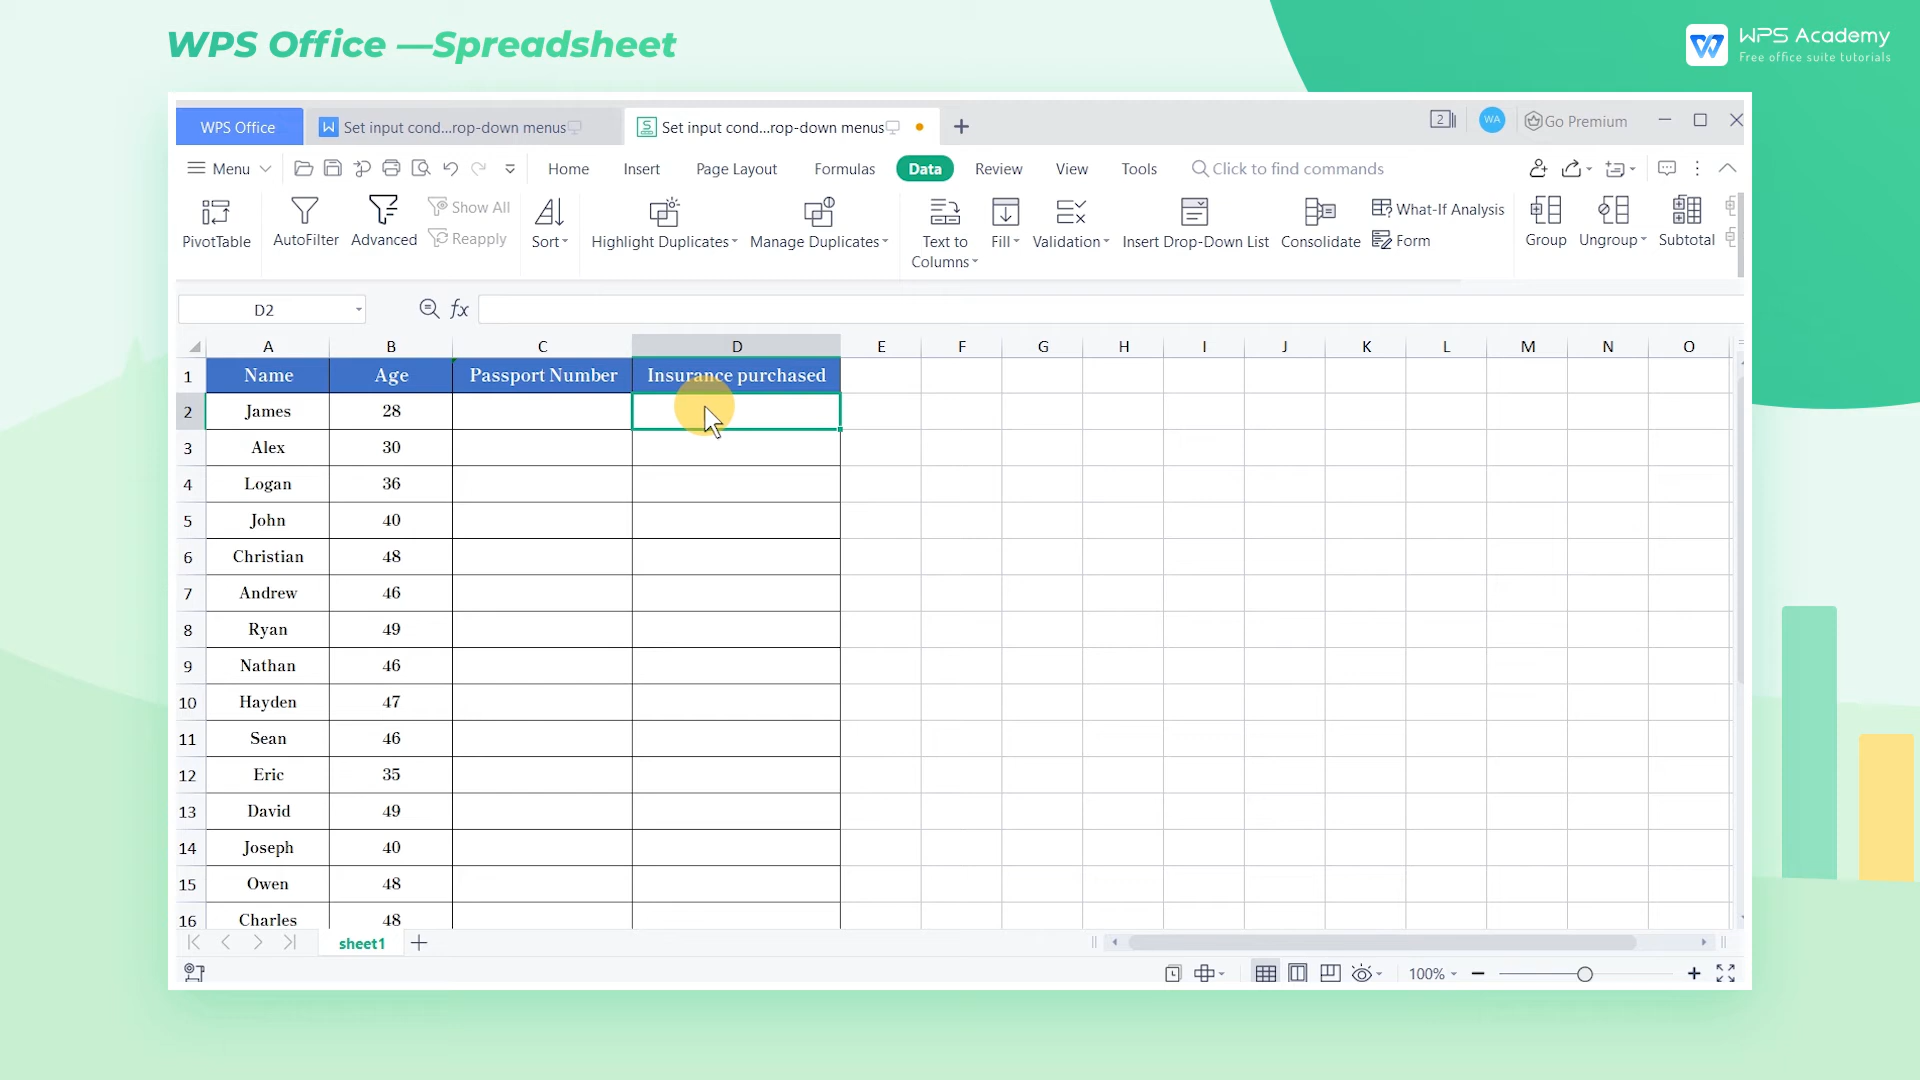 WPS Office —Spreadsheet
WPS Academy
Free office suite tutorials
WPS Office
Set input cond...rop-down menus
Set input cond...rop-down menus
2
WA
Go Premium
Menu
Home
Insert
Page Layout
Formulas
Data
Review
View
Tools
Click to find commands
PivotTable
AutoFilter
Advanced
Show All
Reapply
Sort
Highlight Duplicates
Manage Duplicates
Text to
Columns
Fill
Validation
Insert Drop-Down List
Consolidate
What-If Analysis
Form
Group
Ungroup
Subtotal
D2
fx
A B C D E F G H I J K L M N O
1 Name Age Passport Number Insurance purchased
2 James 28
3 Alex 30
4 Logan 36
5 John 40
6 Christian 48
7 Andrew 46
8 Ryan 49
9 Nathan 46
10 Hayden 47
11 Sean 46
12 Eric 35
13 David 49
14 Joseph 40
15 Owen 48
16 Charles 48
sheet1
100%